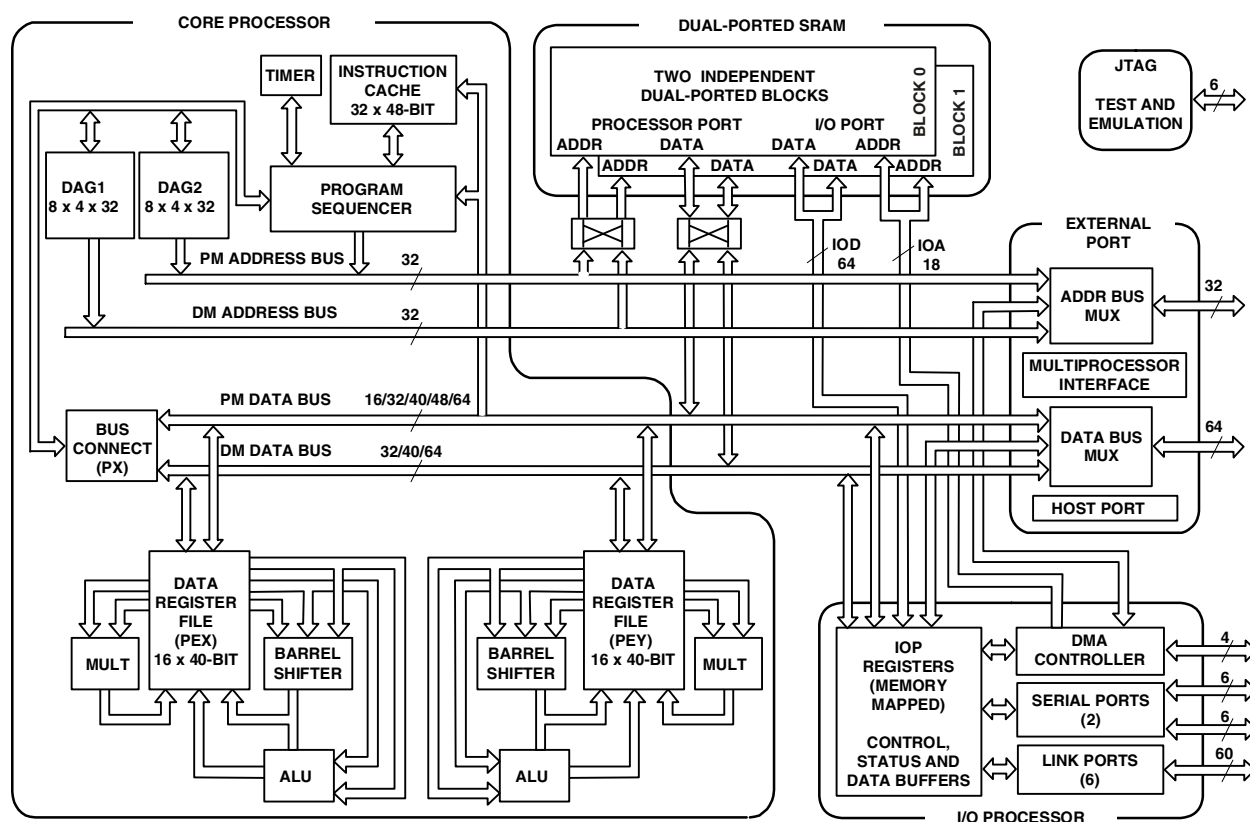 CORE PROCESSOR
TIMER
INSTRUCTION
CACHE
32 x 48-BIT
DAG1
8 x 4 x 32
DAG2
8 x 4 x 32
PROGRAM
SEQUENCER
PM ADDRESS BUS
32
DM ADDRESS BUS
32
PM DATA BUS
16/32/40/48/64
DM DATA BUS
32/40/64
BUS
CONNECT
(PX)
DATA
REGISTER
FILE
(PEX)
16 x 40-BIT
MULT
BARREL
SHIFTER
ALU
BARREL
SHIFTER
DATA
REGISTER
FILE
(PEY)
16 x 40-BIT
MULT
ALU
DUAL-PORTED SRAM
TWO INDEPENDENT
DUAL-PORTED BLOCKS
PROCESSOR PORT
I/O PORT
ADDR
DATA
DATA
ADDR
ADDR
DATA
DATA
ADDR
BLOCK 0
BLOCK 1
IOD
64
IOA
18
JTAG
TEST AND
EMULATION
6
EXTERNAL
PORT
ADDR BUS
MUX
32
MULTIPROCESSOR
INTERFACE
DATA BUS
MUX
64
HOST PORT
IOP
REGISTERS
(MEMORY
MAPPED)
CONTROL,
STATUS AND
DATA BUFFERS
DMA
CONTROLLER
4
SERIAL PORTS
(2)
6
6
LINK PORTS
(6)
60
I/O PROCESSOR